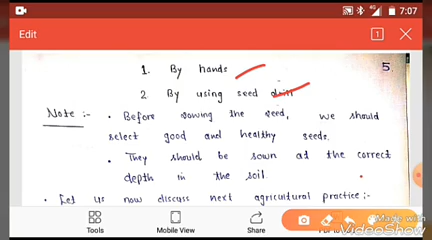 7:07
Edit
1
1. By hands
5.
2. By using seed drill
Note :- • Before sowing the seed, we should
select good and healthy seeds.
• They should be sown at the correct
depth in the soil.
• Let us now discuss next agricultural practice :-
Tools
Mobile View
Share
Made with
VideoShow